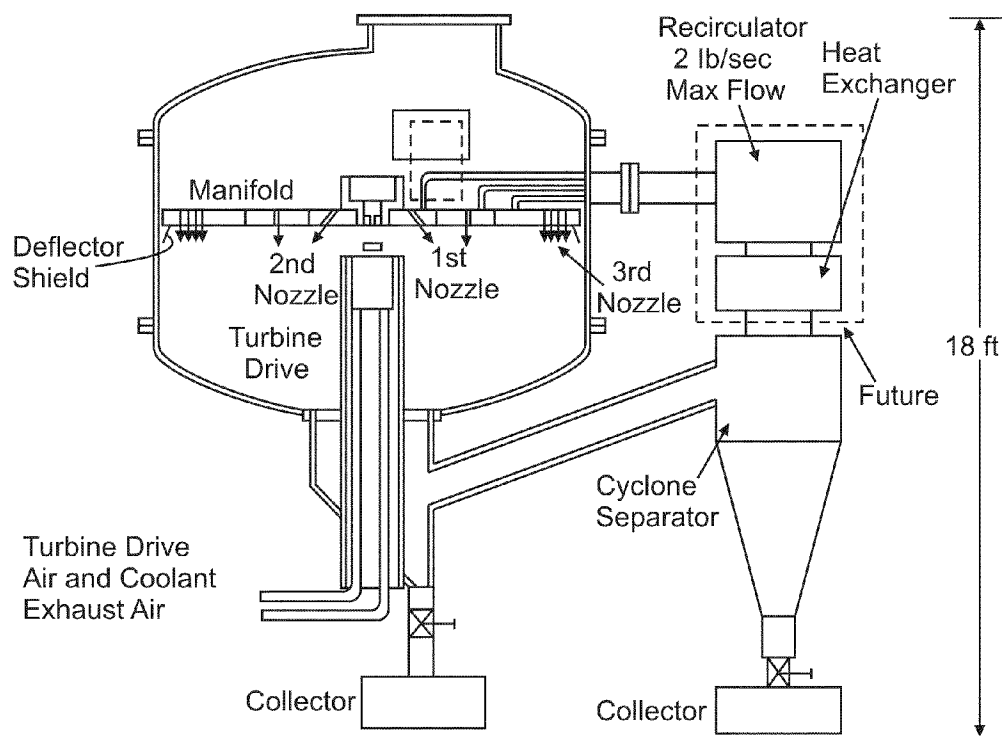 Recirculator
2 lb/sec
Max Flow
Heat
Exchanger
Manifold
Deflector
Shield
2nd
Nozzle
1st
Nozzle
3rd
Nozzle
Turbine
Drive
18 ft
Future
Cyclone
Separator
Turbine Drive
Air and Coolant
Exhaust Air
Collector
Collector